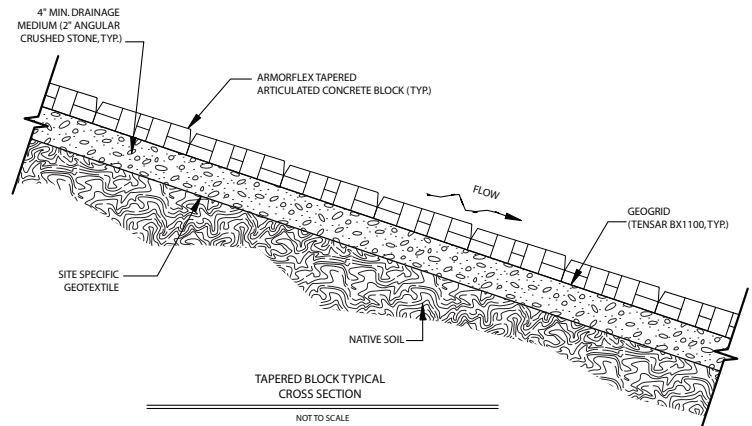 4" MIN. DRAINAGE
MEDIUM (2" ANGULAR
CRUSHED STONE, TYP.)
ARMORFLEX TAPERED
ARTICULATED CONCRETE BLOCK (TYP.)
FLOW
GEOGRID
(TENSAR BX1100, TYP.)
SITE SPECIFIC
GEOTEXTILE
NATIVE SOIL
TAPERED BLOCK TYPICAL
CROSS SECTION
NOT TO SCALE